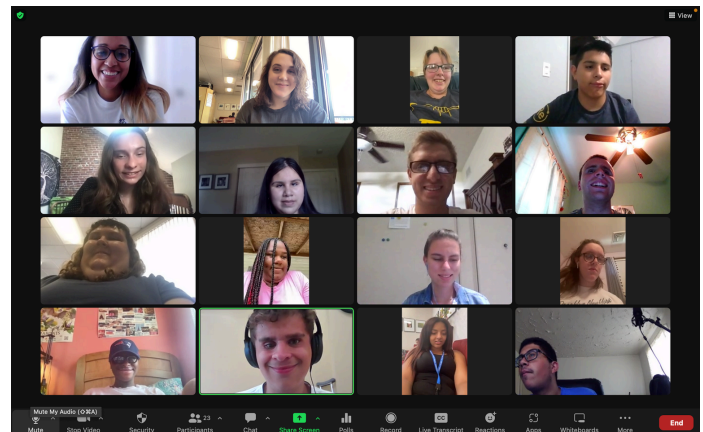 View
Mute My Audio (⇧⌘A)
Mute
Stop Video
Security
23
Participants
Chat
Share Screen
Polls
Record
CC
Live Transcript
Reactions
Apps
Whiteboards
More
End